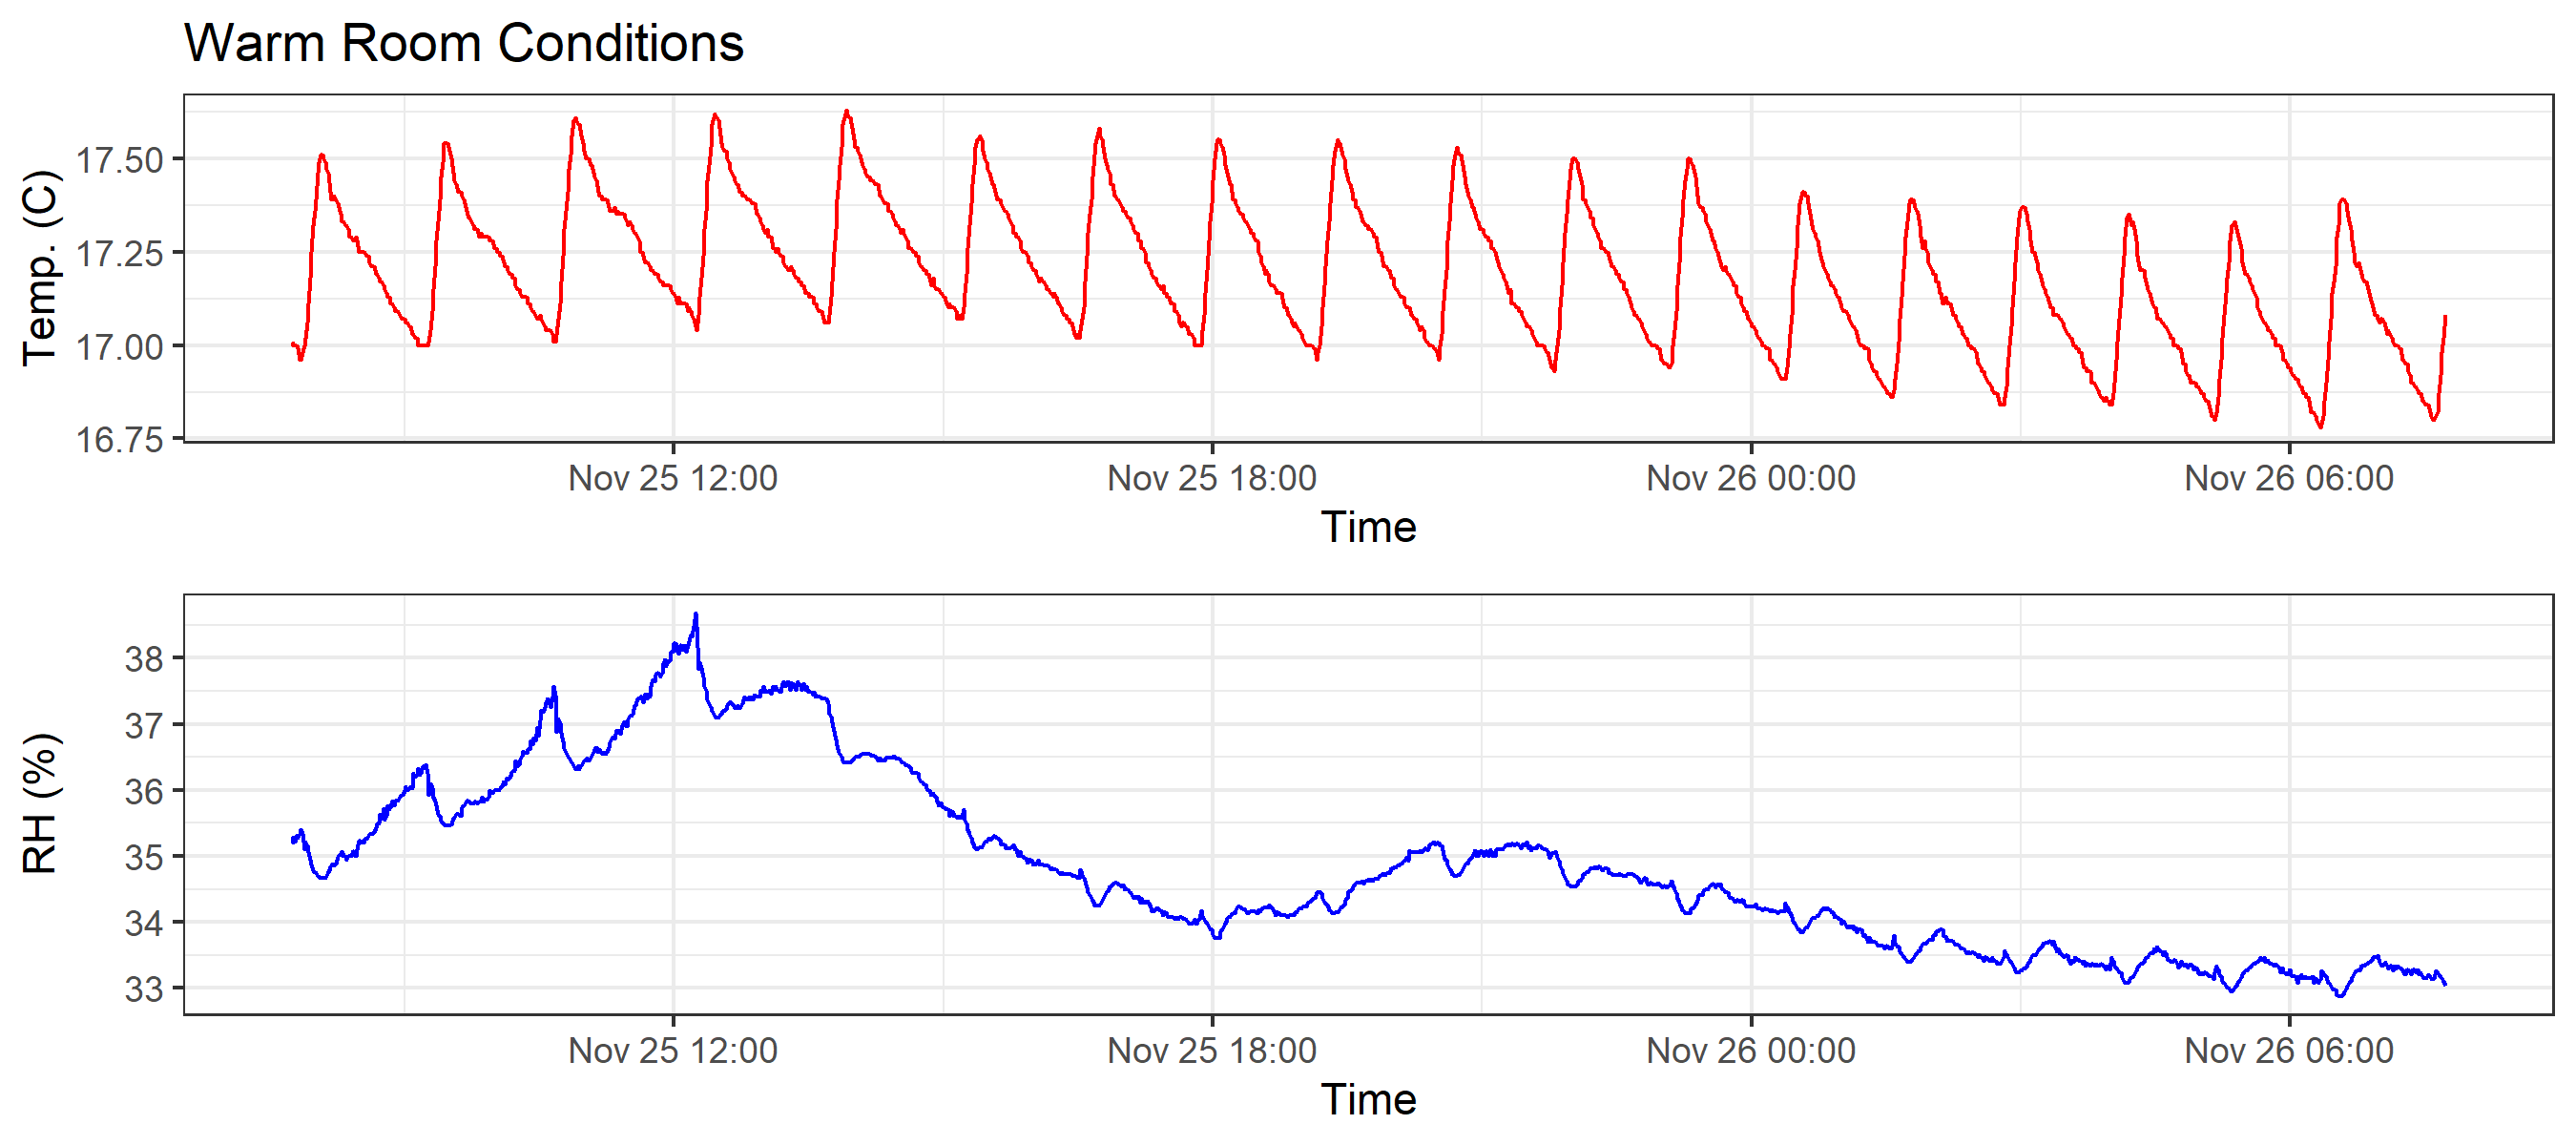 Warm Room Conditions
Temp. (C)
17.50
17.25
17.00
16.75
Nov 25 12:00 Nov 25 18:00 Nov 26 00:00 Nov 26 06:00
Time
RH (%)
38
37
36
35
34
33
Nov 25 12:00 Nov 25 18:00 Nov 26 00:00 Nov 26 06:00
Time